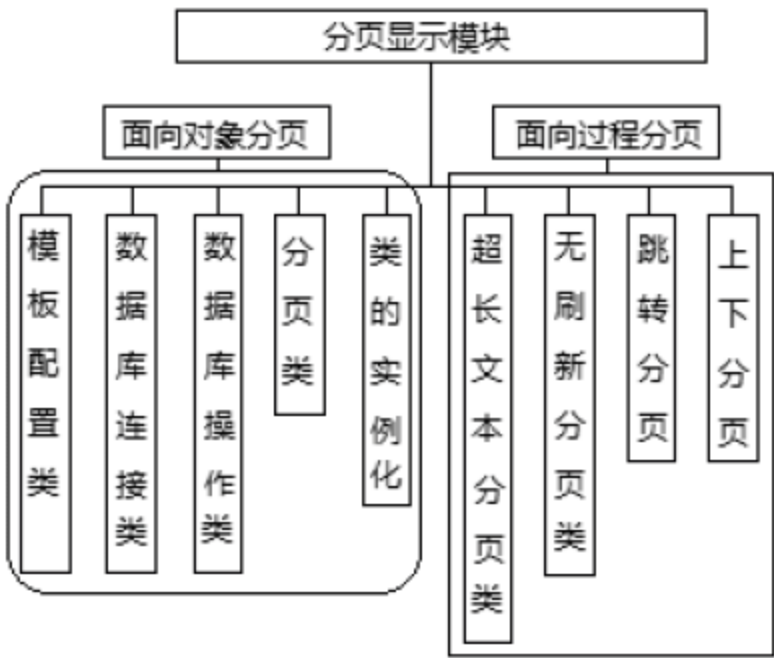 分页显示模块
面向对象分页
面向过程分页
模板配置类
数据库连接类
数据库操作类
分页类
类的实例化
超长文本分页类
无刷新分页类
跳转分页
上下分页